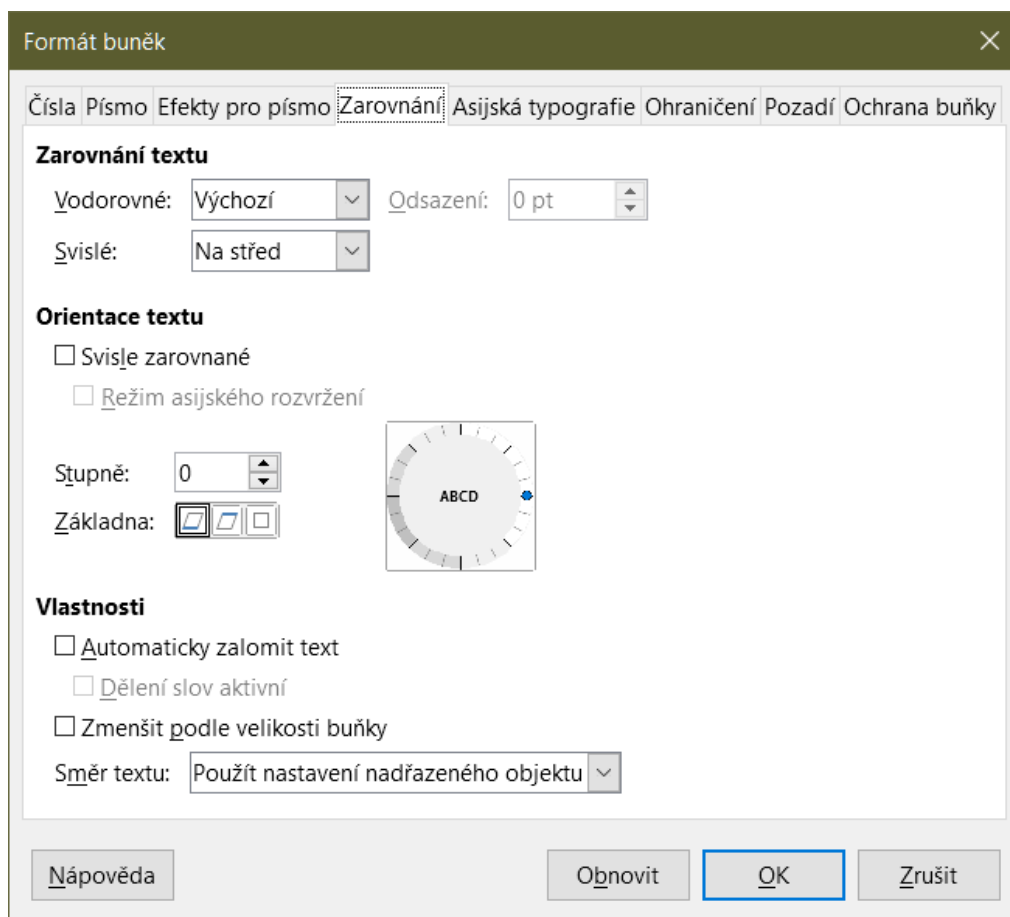 Formát buněk
Čísla Písmo Efekty pro písmo Zarovnání Asijská typografie Ohraničení Pozadí Ochrana buňky
Zarovnání textu
Vodorovné: Výchozí Odsazení: 0 pt
Svislé: Na střed
Orientace textu
Svisle zarovnané
Režim asijského rozvržení
Stupně: 0
ABCD
Základna:
Vlastnosti
Automaticky zalomit text
Dělení slov aktivní
Zmenšit podle velikosti buňky
Směr textu: Použít nastavení nadřazeného objektu
Nápověda Obnovit OK Zrušit